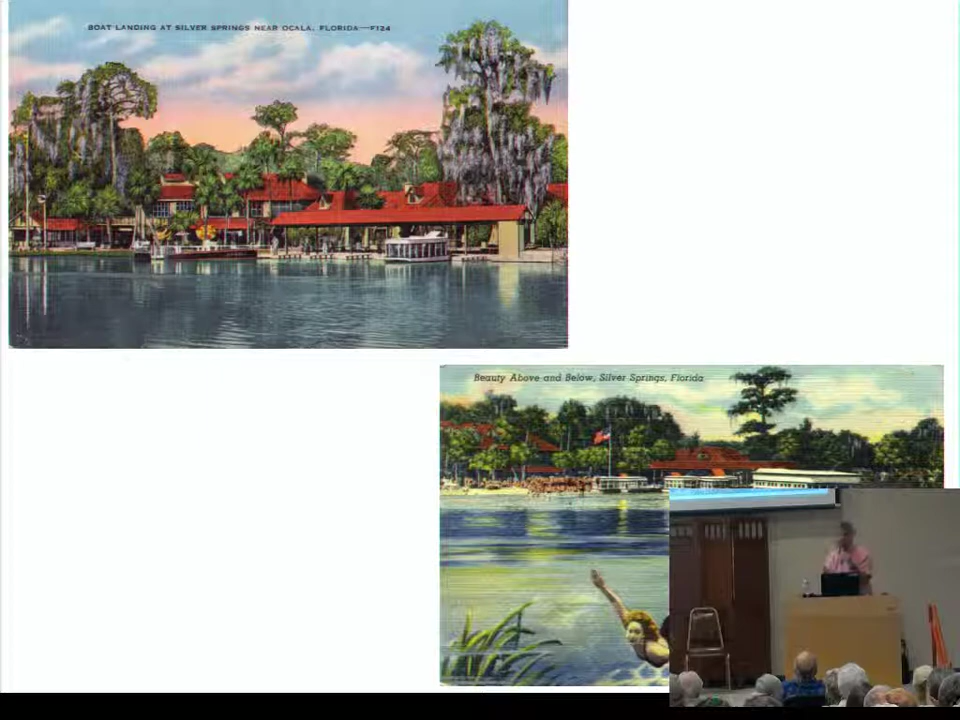 BOAT LANDING AT SILVER SPRINGS NEAR OCALA, FLORIDA—F124
Beauty Above and Below, Silver Springs, Florida